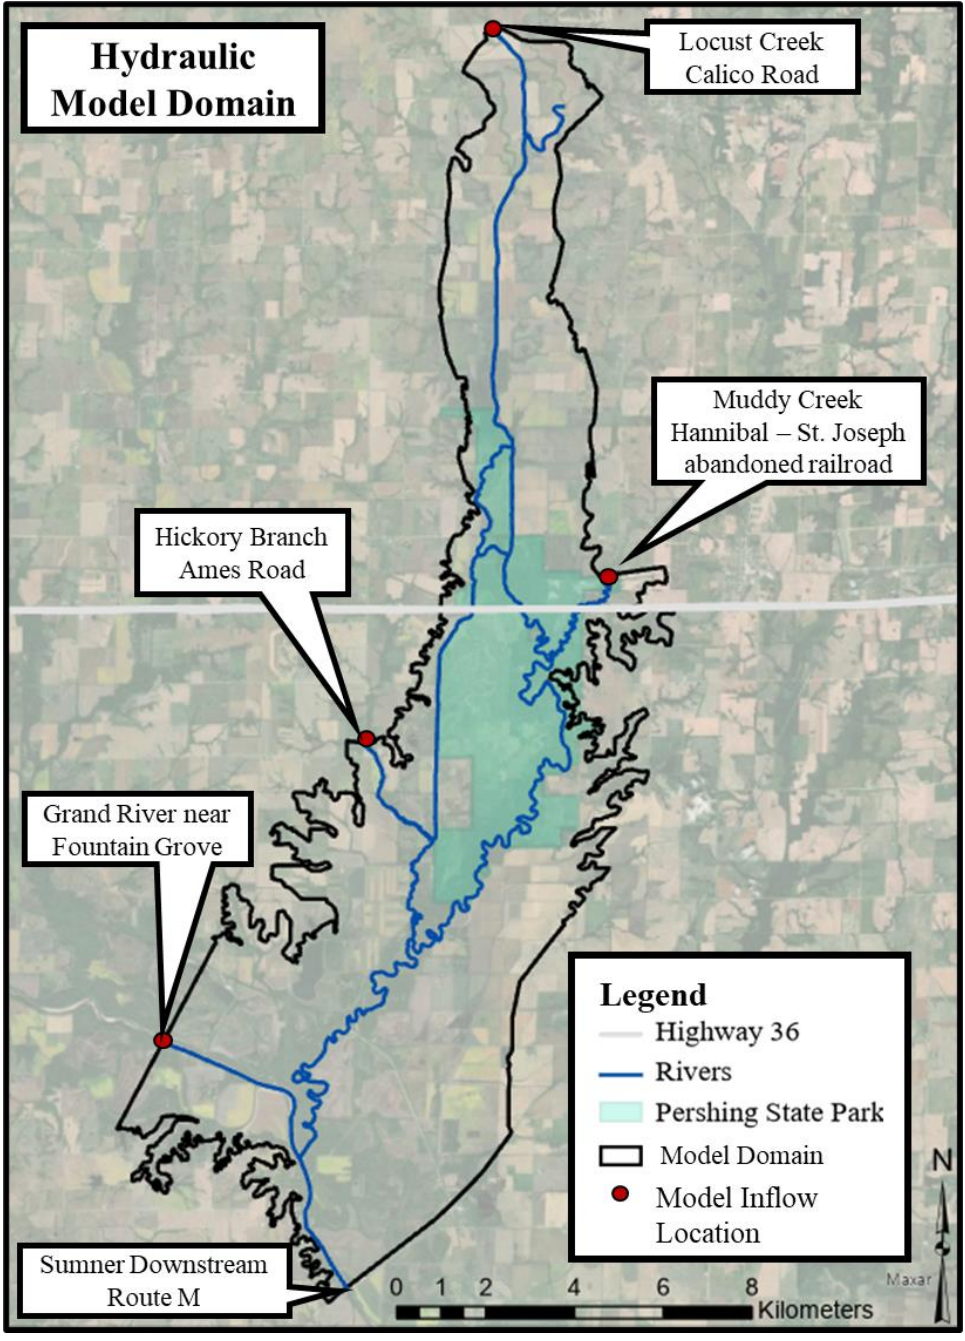 Hydraulic
Model Domain
Locust Creek
Calico Road
Muddy Creek
Hannibal – St. Joseph
abandoned railroad
Hickory Branch
Ames Road
Grand River near
Fountain Grove
Legend
Highway 36
Rivers
Pershing State Park
Model Domain
Model Inflow
Location
N
Sumner Downstream
Route M
0 1 2 4 6 8
Kilometers
Maxar